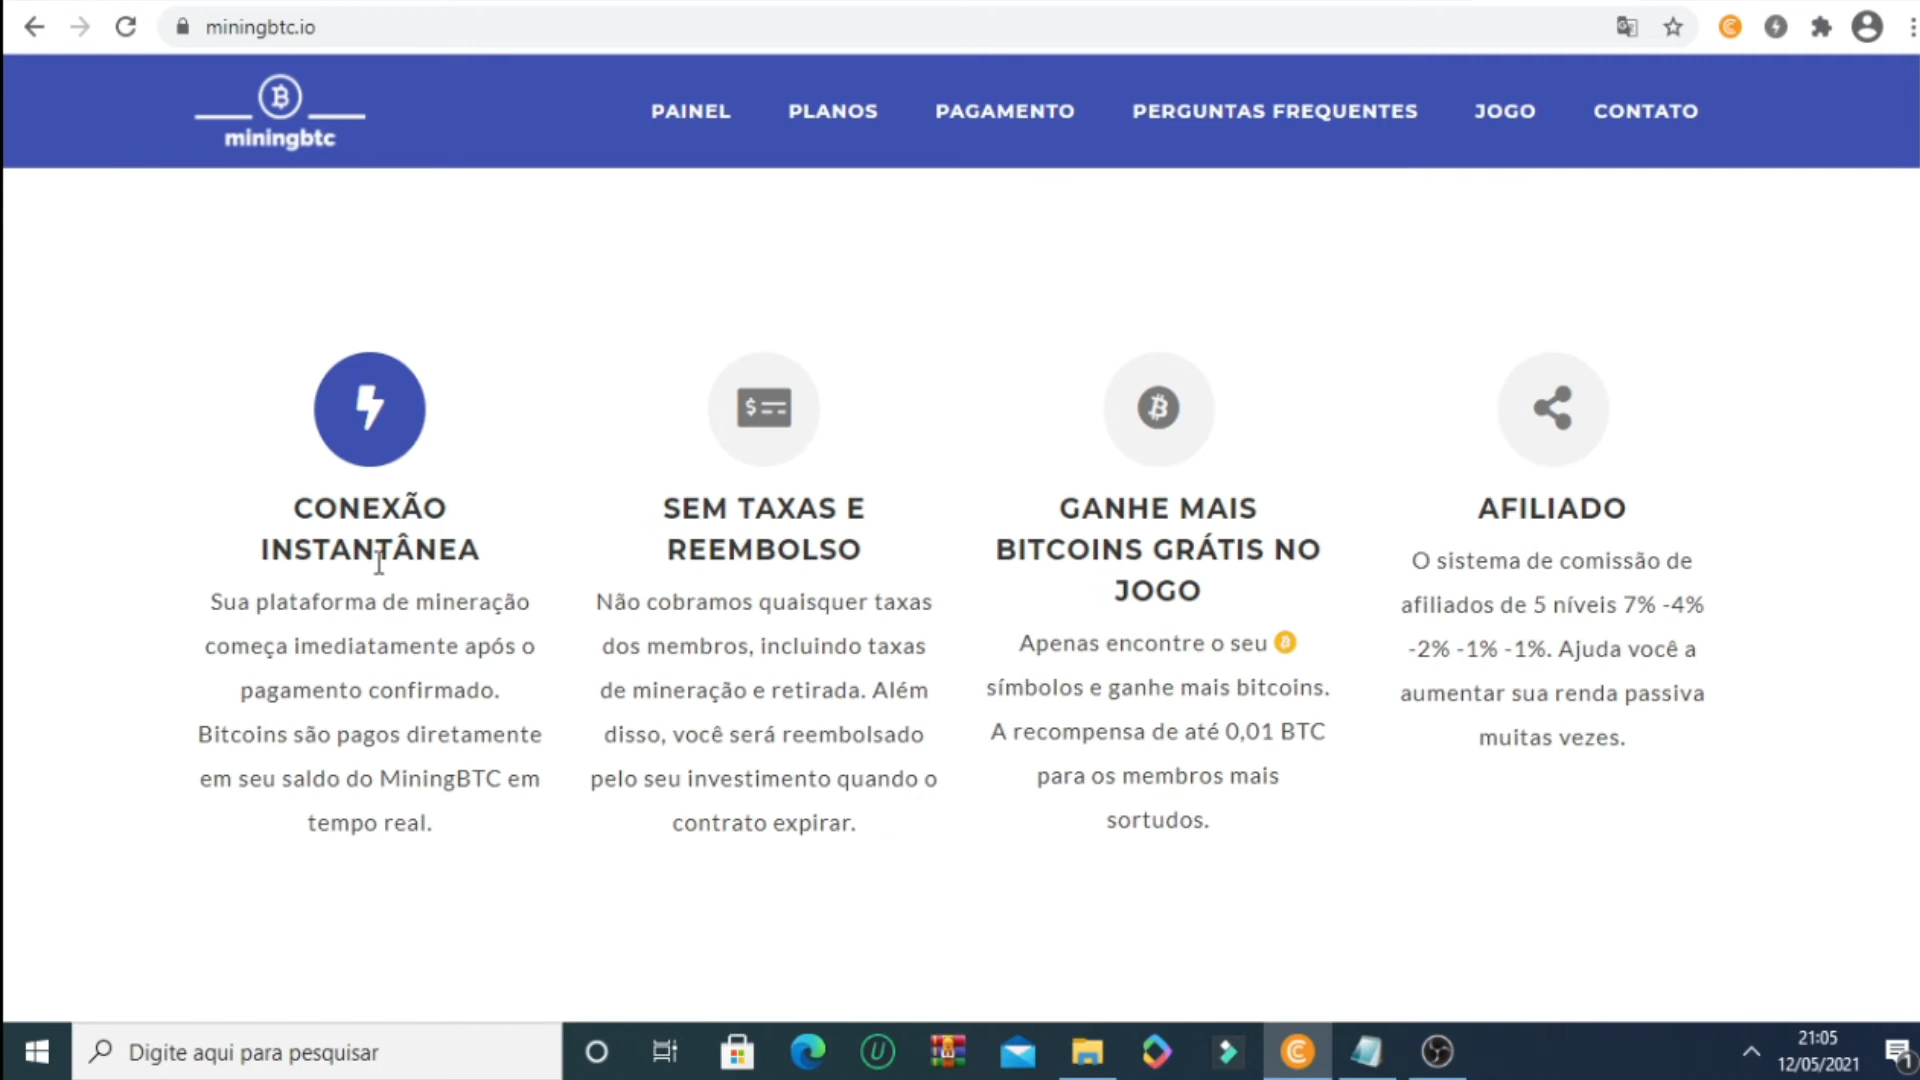 miningbtc.io
miningbtc
PAINEL
PLANOS
PAGAMENTO
PERGUNTAS FREQUENTES
JOGO
CONTATO
CONEXÃO
INSTANTÂNEA
Sua plataforma de mineração
começa imediatamente após o
pagamento confirmado.
Bitcoins são pagos diretamente
em seu saldo do MiningBTC em
tempo real.
SEM TAXAS E
REEMBOLSO
Não cobramos quaisquer taxas
dos membros, incluindo taxas
de mineração e retirada. Além
disso, você será reembolsado
pelo seu investimento quando o
contrato expirar.
GANHE MAIS
BITCOINS GRÁTIS NO
JOGO
Apenas encontre o seu
símbolos e ganhe mais bitcoins.
A recompensa de até 0,01 BTC
para os membros mais
sortudos.
AFILIADO
O sistema de comissão de
afiliados de 5 níveis 7% -4%
-2% -1% -1%. Ajuda você a
aumentar sua renda passiva
muitas vezes.
Digite aqui para pesquisar
21:05
12/05/2021
1